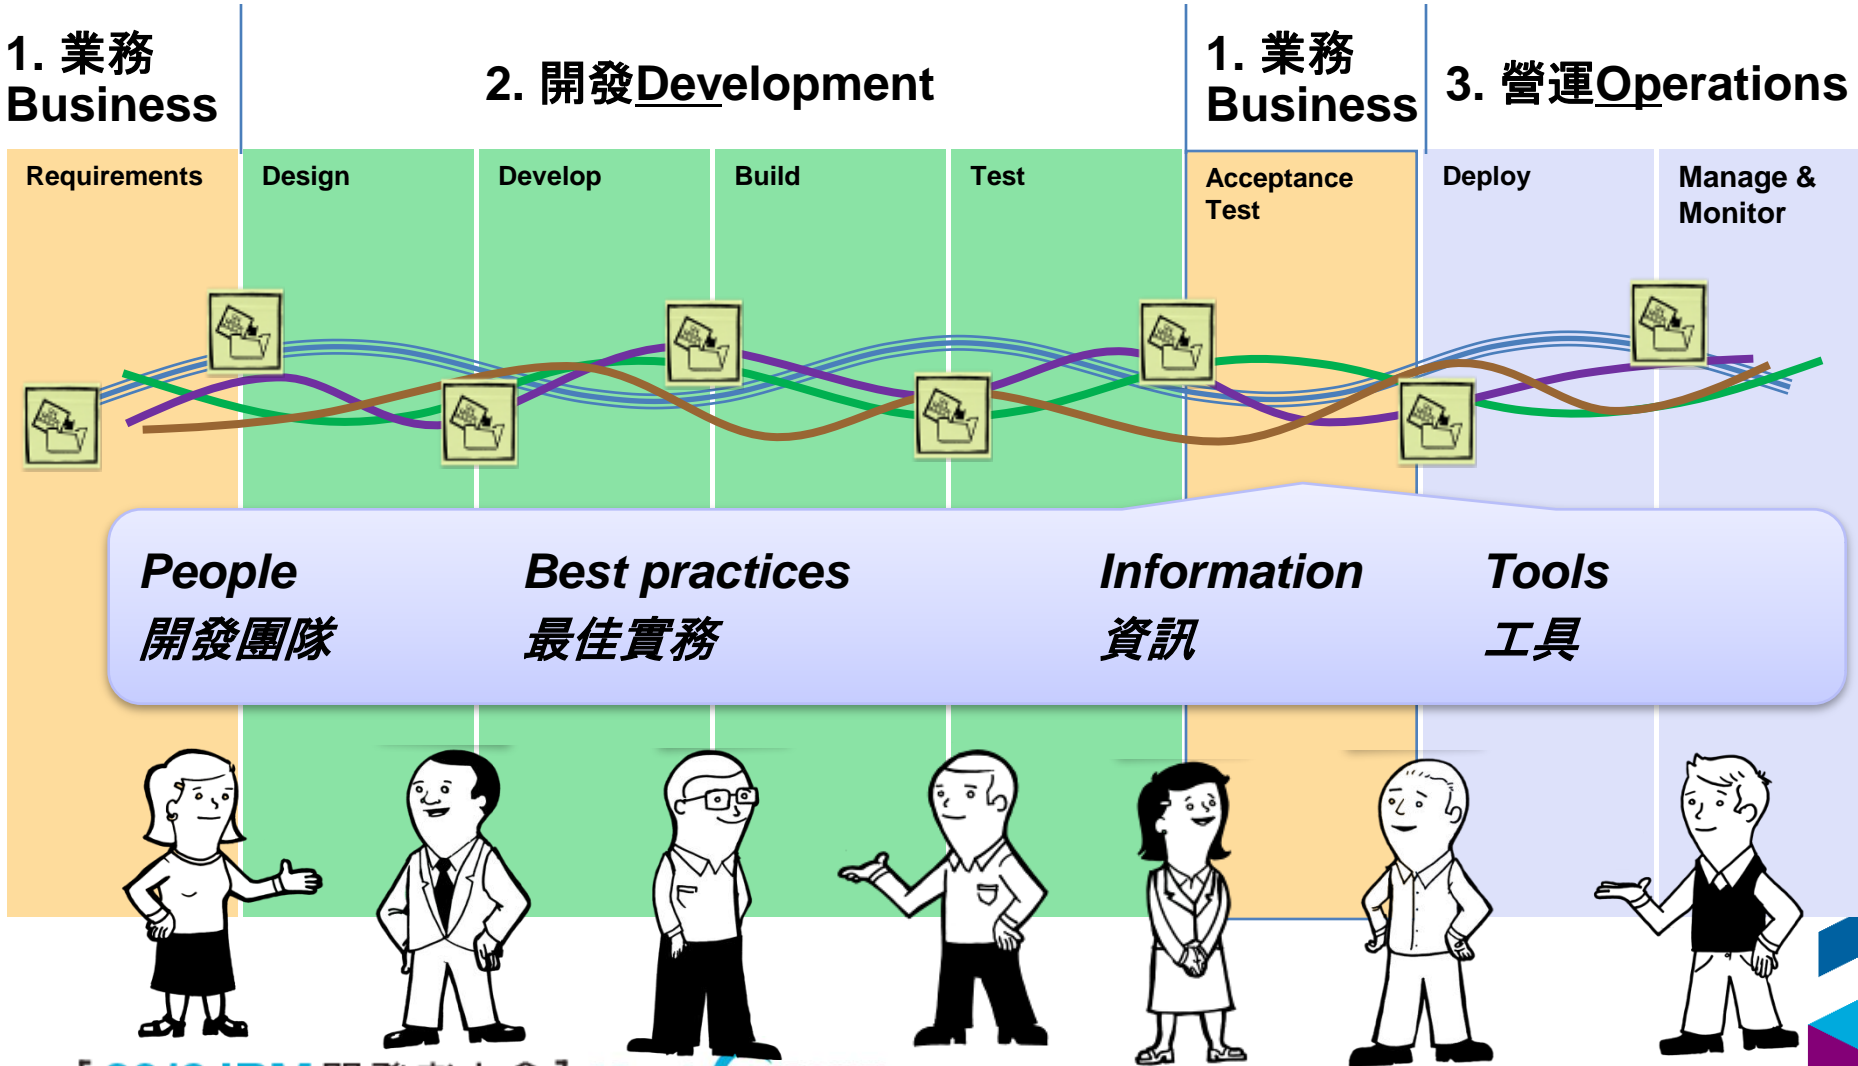 1. 業務
Business
2. 開發Development
1. 業務
Business
3. 營運Operations
Requirements
Design
Develop
Build
Test
Acceptance
Test
Deploy
Manage &
Monitor
People
開發團隊
Best practices
最佳實務
Information
資訊
Tools
工具